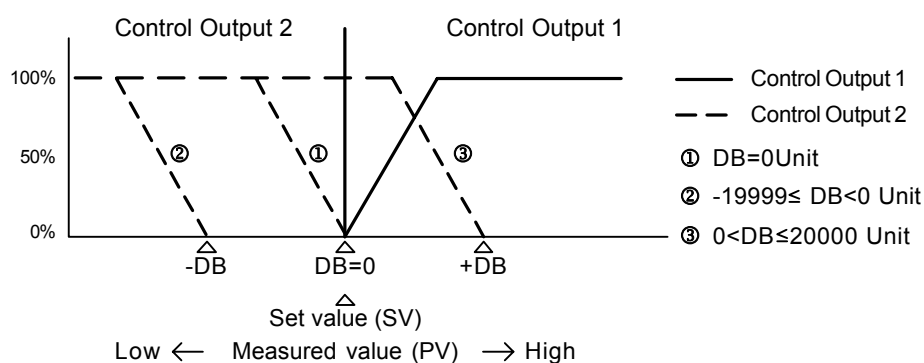 Control Output 2
Control Output 1
100%
50%
0%
②
①
③
Control Output 1
Control Output 2
① DB=0Unit
② -19999≤ DB<0 Unit
③ 0<DB≤20000 Unit
-DB
DB=0
+DB
Set value (SV)
Low ← Measured value (PV) → High